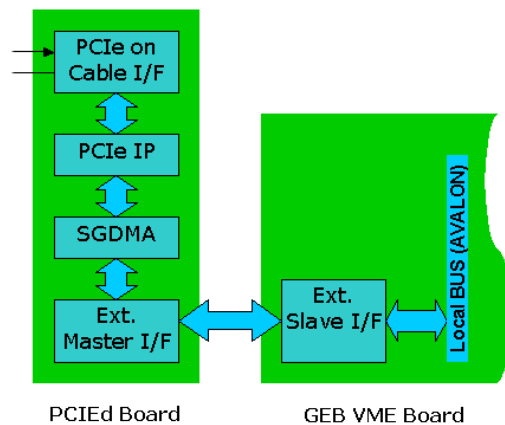 PCIe on
Cable I/F
PCIe IP
SGDMA
Ext.
Master I/F
Ext.
Slave I/F
Local BUS (AVALON)
PCIEd Board
GEB VME Board